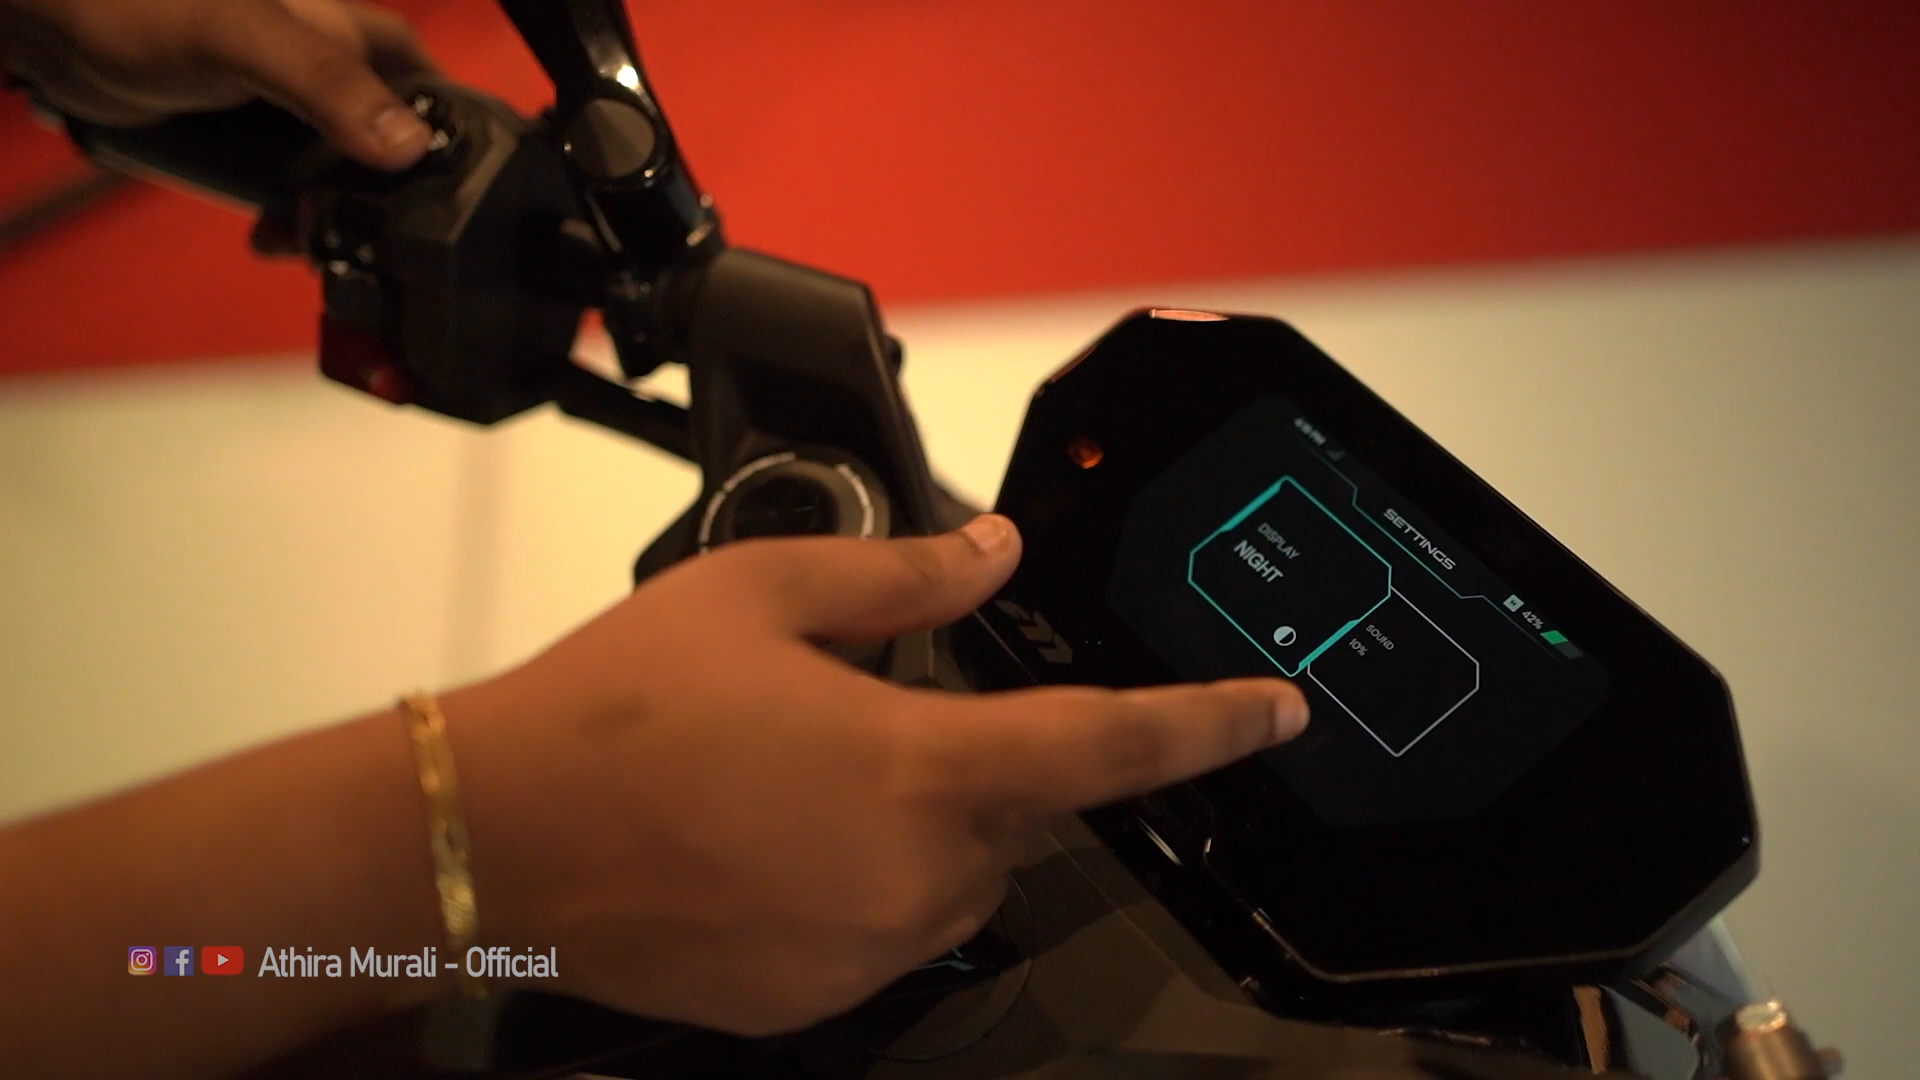 SETTINGS
42%
DISPLAY
NIGHT
SOUND
10%
Athira Murali - Official